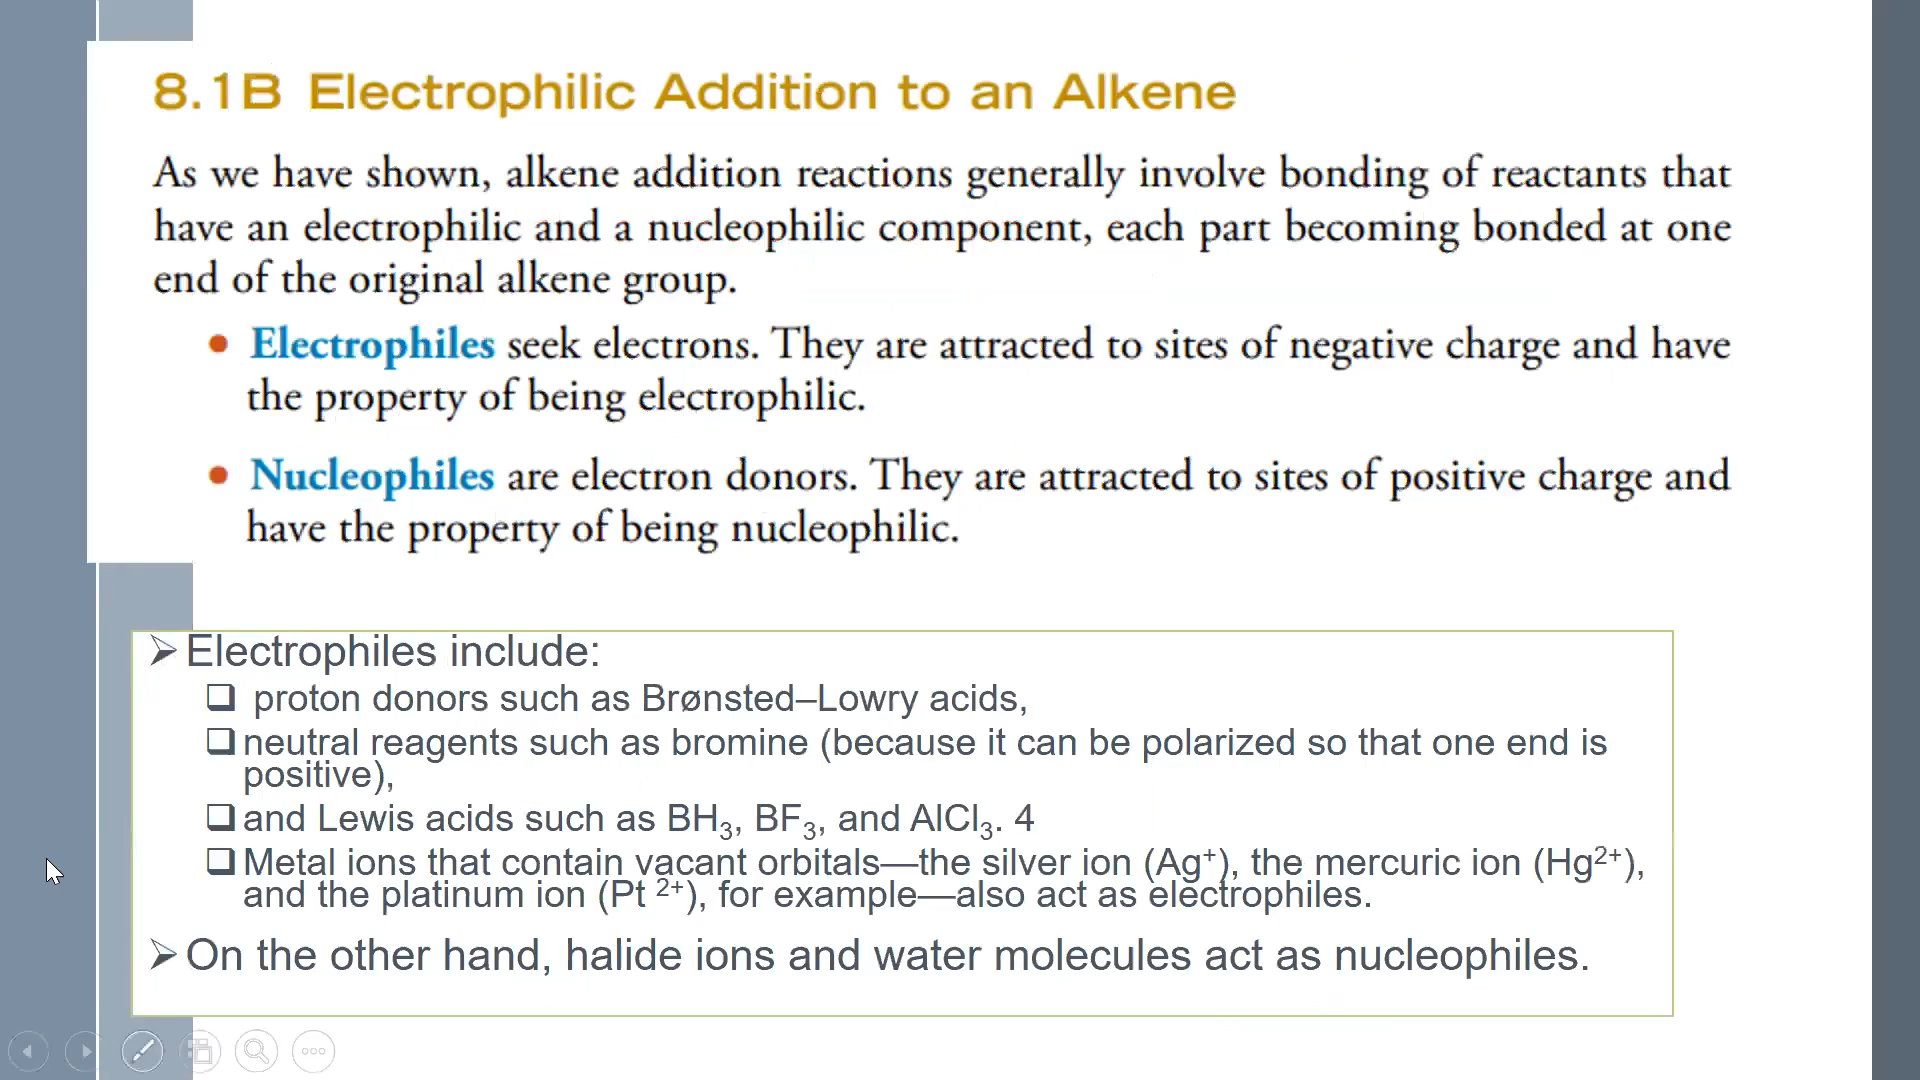 8.1B Electrophilic Addition to an Alkene
As we have shown, alkene addition reactions generally involve bonding of reactants that
have an electrophilic and a nucleophilic component, each part becoming bonded at one
end of the original alkene group.
● Electrophiles seek electrons. They are attracted to sites of negative charge and have
the property of being electrophilic.
● Nucleophiles are electron donors. They are attracted to sites of positive charge and
have the property of being nucleophilic.
➢ Electrophiles include:
❑ proton donors such as Brønsted–Lowry acids,
❑ neutral reagents such as bromine (because it can be polarized so that one end is
positive),
❑ and Lewis acids such as BH₃, BF₃, and AlCl₃. 4
❑ Metal ions that contain vacant orbitals—the silver ion (Ag⁺), the mercuric ion (Hg²⁺),
and the platinum ion (Pt ²⁺), for example—also act as electrophiles.
➢ On the other hand, halide ions and water molecules act as nucleophiles.